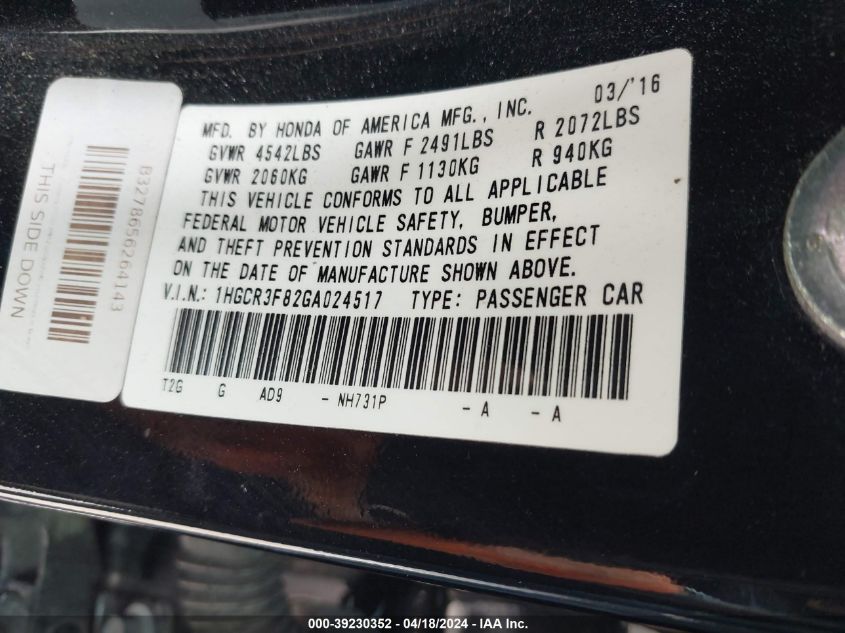 03/'16
MFD. BY HONDA OF AMERICA MFG., INC.
GVWR 4542LBS GAWR F 2491LBS R 2072LBS
GVWR 2060KG GAWR F 1130KG R 940KG
THIS VEHICLE CONFORMS TO ALL APPLICABLE
FEDERAL MOTOR VEHICLE SAFETY, BUMPER,
AND THEFT PREVENTION STANDARDS IN EFFECT
ON THE DATE OF MANUFACTURE SHOWN ABOVE.
V.I.N.: 1HGCR3F82GA024517 TYPE: PASSENGER CAR
T2G G AD9 - NH731P - A - A
B3278656264143
THIS SIDE DOWN
000-39230352 - 04/18/2024 - IAA Inc.